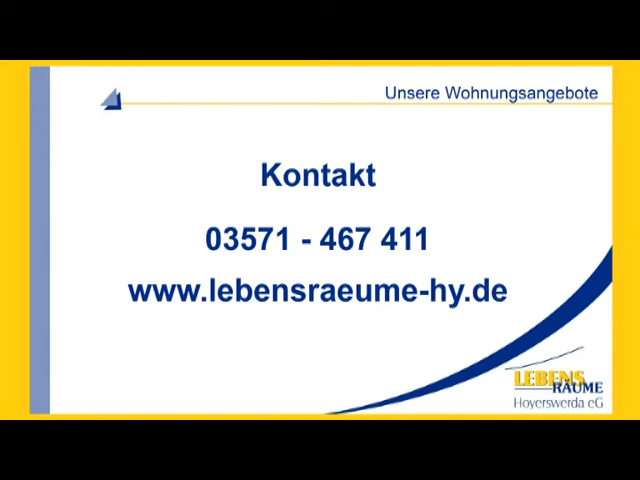 Unsere Wohnungsangebote
Kontakt
03571 - 467 411
www.lebensraeume-hy.de
LEBENS
RÄUME
Hoyerswerda eG